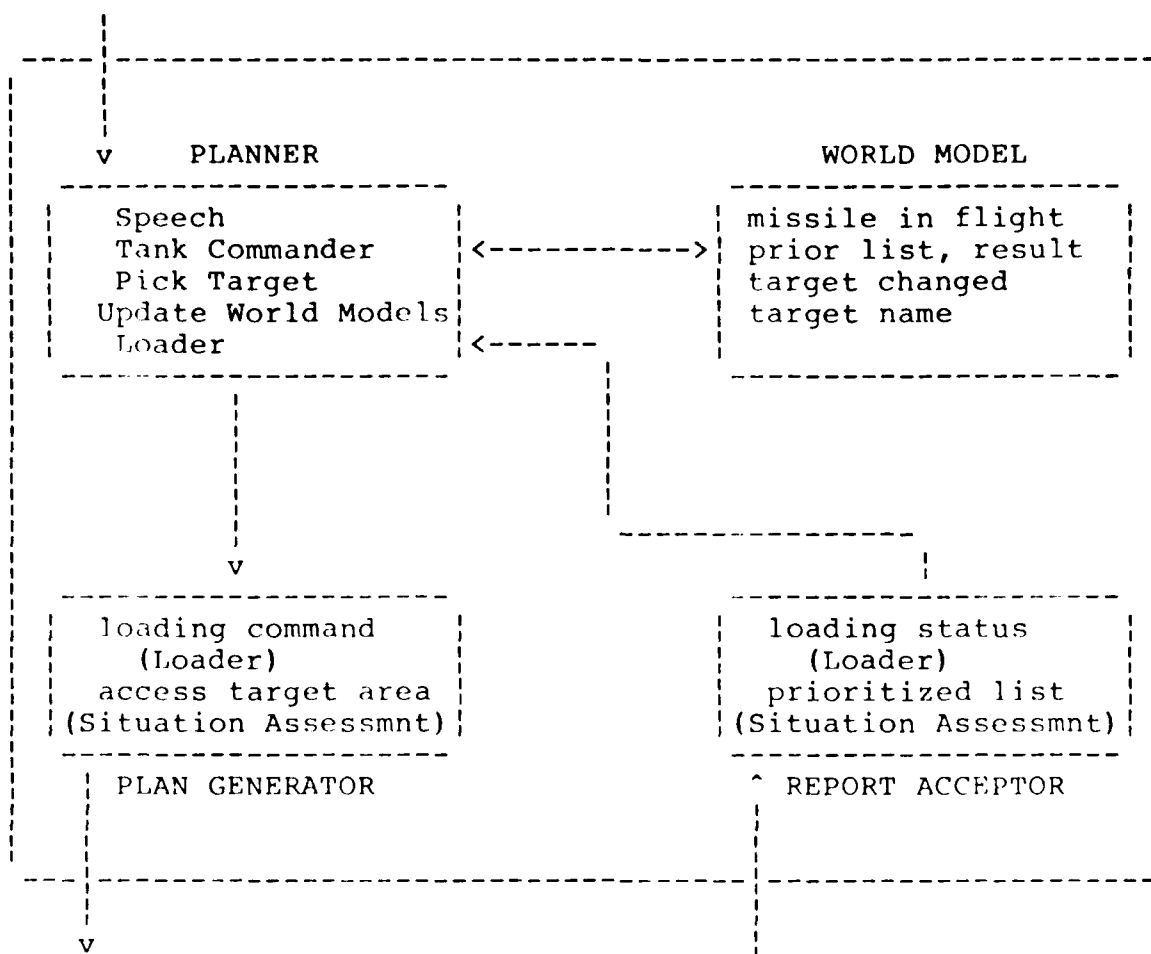 PLANNER
Speech
Tank Commander
Pick Target
Update World Models
Loader
WORLD MODEL
missile in flight
prior list, result
target changed
target name
loading command
(Loader)
access target area
(Situation Assessmnt)
PLAN GENERATOR
loading status
(Loader)
prioritized list
(Situation Assessmnt)
REPORT ACCEPTOR